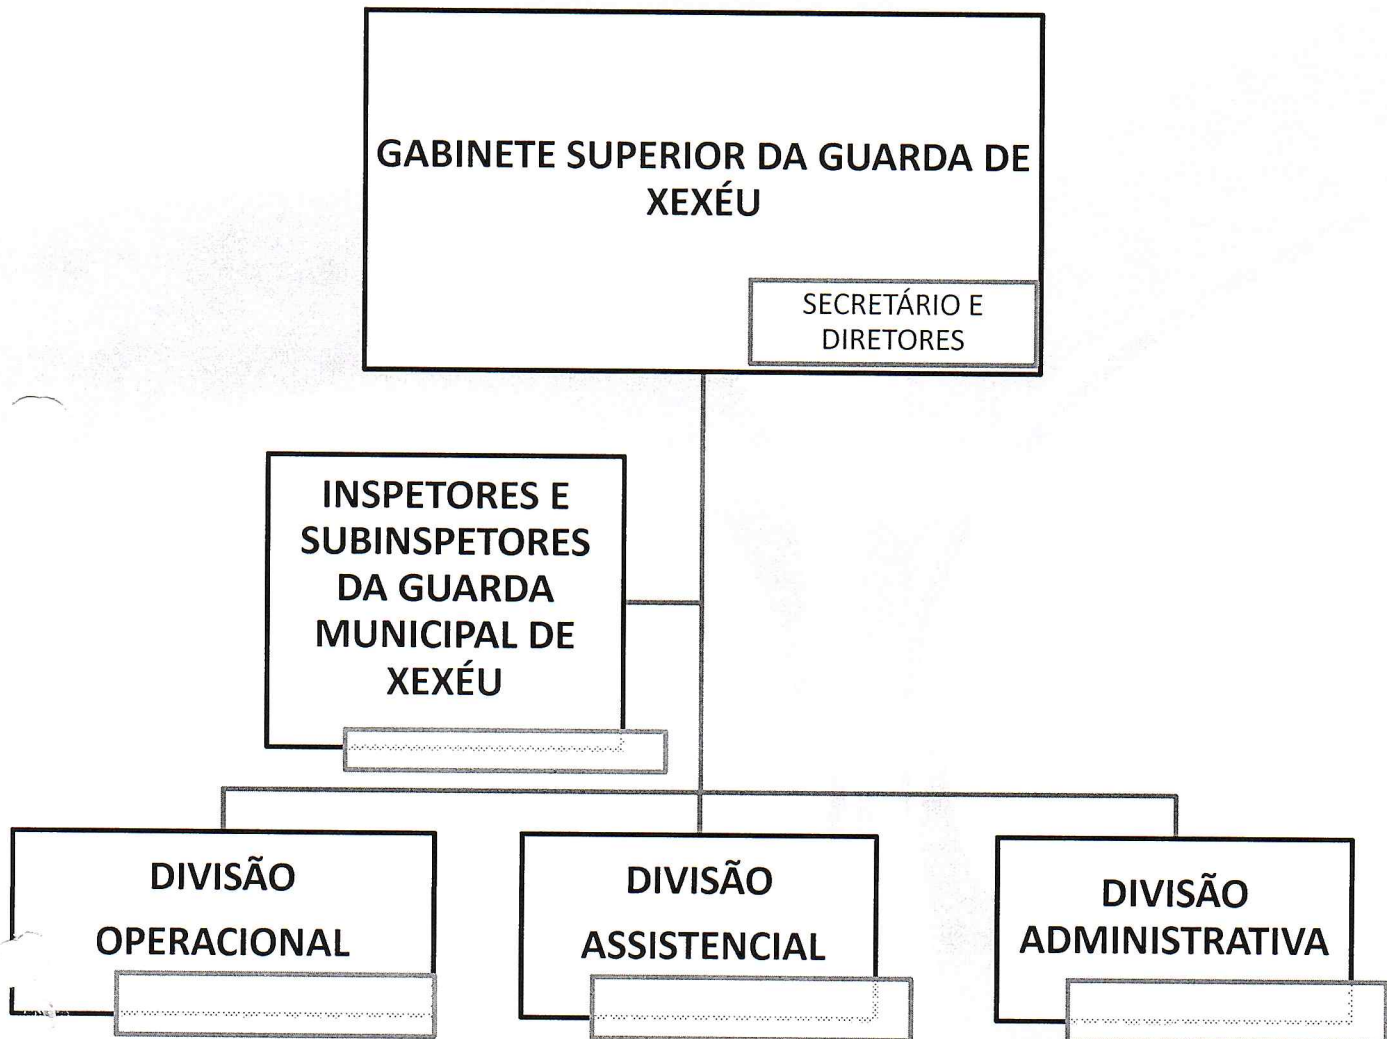 GABINETE SUPERIOR DA GUARDA DE
XEXÉU
SECRETÁRIO E
DIRETORES
INSPETORES E
SUBINSPETORES
DA GUARDA
MUNICIPAL DE
XEXÉU
DIVISÃO
OPERACIONAL
DIVISÃO
ASSISTENCIAL
DIVISÃO
ADMINISTRATIVA